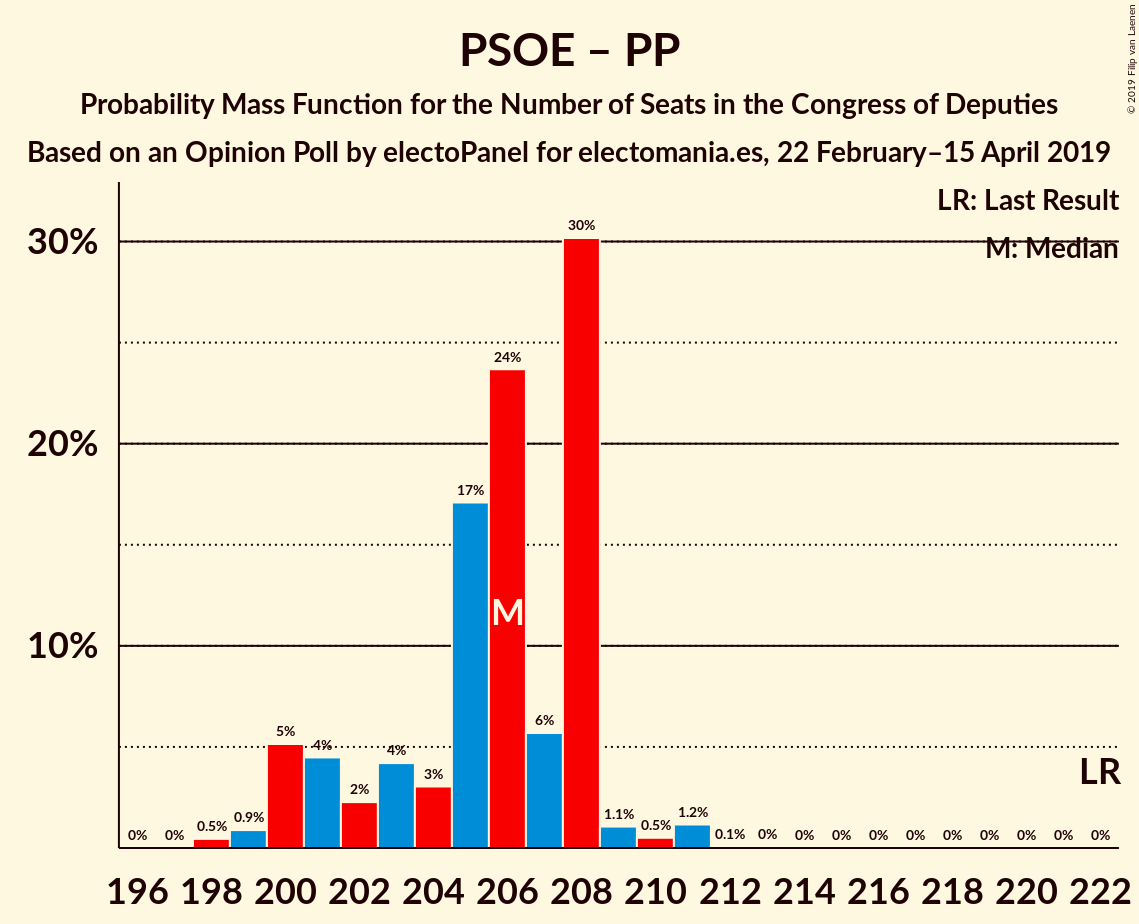 PSOE – PP
Probability Mass Function for the Number of Seats in the Congress of Deputies
Based on an Opinion Poll by electoPanel for electomania.es, 22 February–15 April 2019
© 2019 Filip van Laenen
LR: Last Result
M: Median
30%
20%
10%
0% 0% 0.5% 0.9% 5% 4% 2% 4% 3% 17% 24% 6% 30% 1.1% 0.5% 1.2% 0.1% 0% 0% 0% 0% 0% 0% 0% 0% 0% 0%
M
LR
196 198 200 202 204 206 208 210 212 214 216 218 220 222